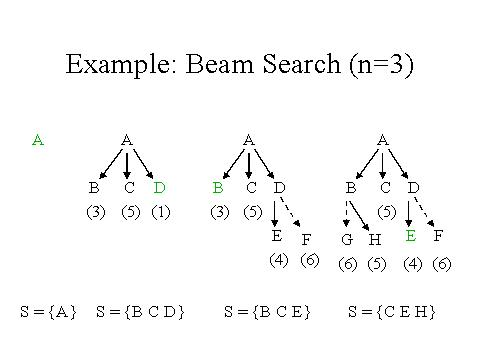 Example: Beam Search (n=3)
A A A A
B C D B C D B C D
(3) (5) (1) (3) (5) (5)
E F G H E F
(4) (6) (6) (5) (4) (6)
S = {A} S = {B C D} S = {B C E} S = {C E H}